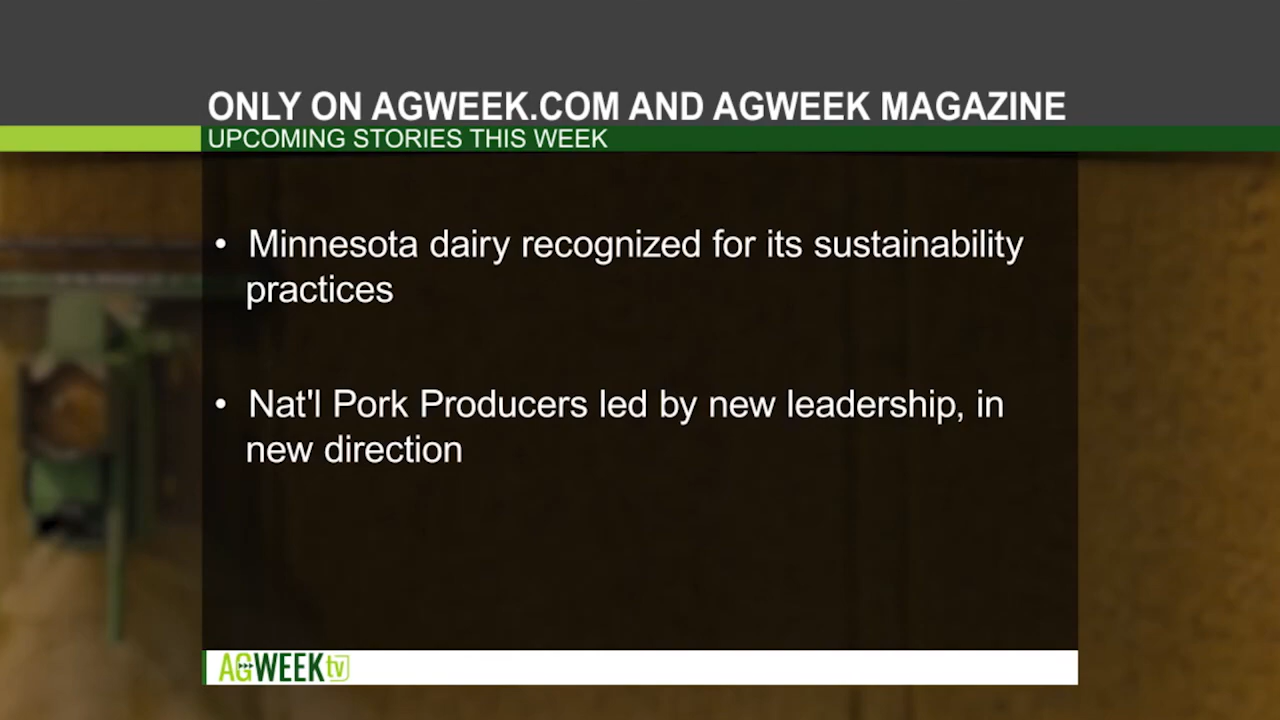 ONLY ON AGWEEK.COM AND AGWEEK MAGAZINE
UPCOMING STORIES THIS WEEK
• Minnesota dairy recognized for its sustainability
practices
• Nat'l Pork Producers led by new leadership, in
new direction
AGWEEK tv